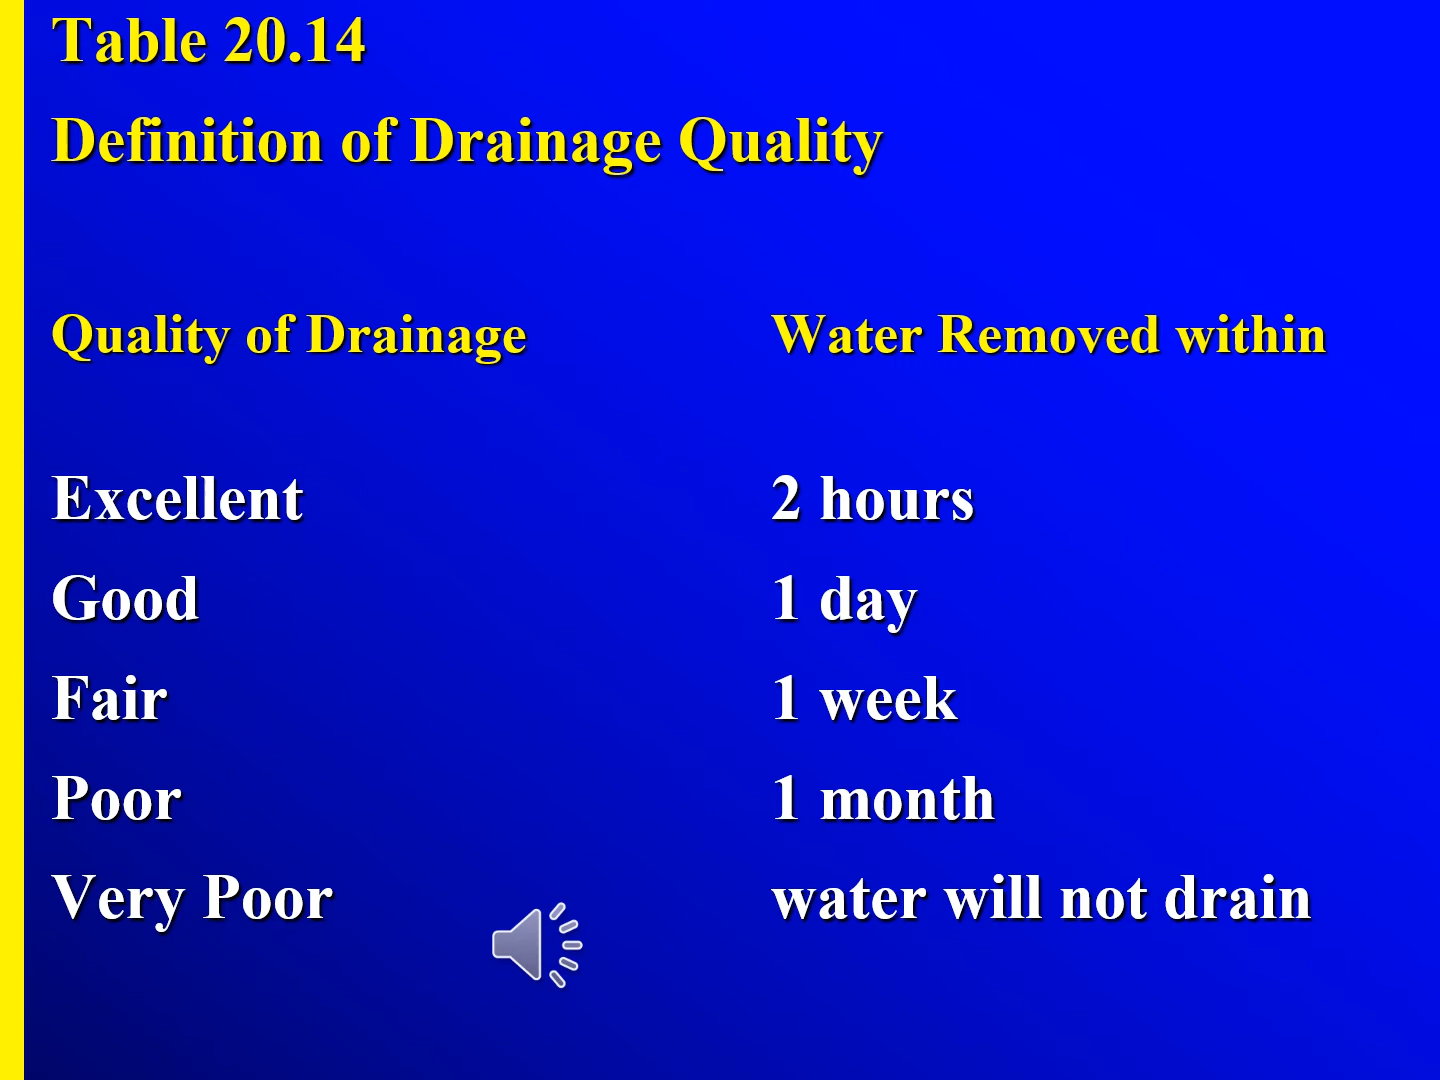 Table 20.14
Definition of Drainage Quality
Quality of Drainage Water Removed within
Excellent 2 hours
Good 1 day
Fair 1 week
Poor 1 month
Very Poor water will not drain